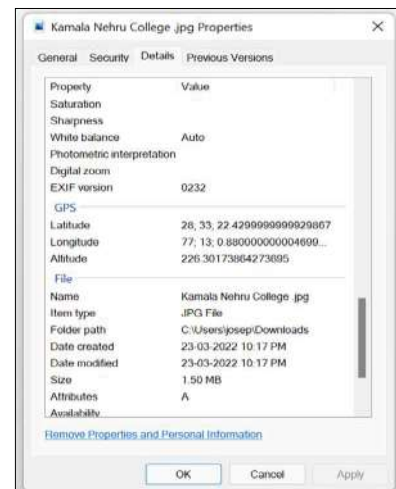 Kamala Nehru College .jpg Properties
General Security Details Previous Versions
Property Value
Saturation
Sharpness
White balance Auto
Photometric interpretation
Digital zoom
EXIF version 0232
GPS
Latitude 28; 33; 22.4299999999929867
Longitude 77; 13; 0.880000000004699...
Altitude 226.30173864273695
File
Name Kamala Nehru College .jpg
Item type JPG File
Folder path C:\Users\josep\Downloads
Date created 23-03-2022 10:17 PM
Date modified 23-03-2022 10:17 PM
Size 1.50 MB
Attributes A
Availability
Remove Properties and Personal Information
OK Cancel Apply